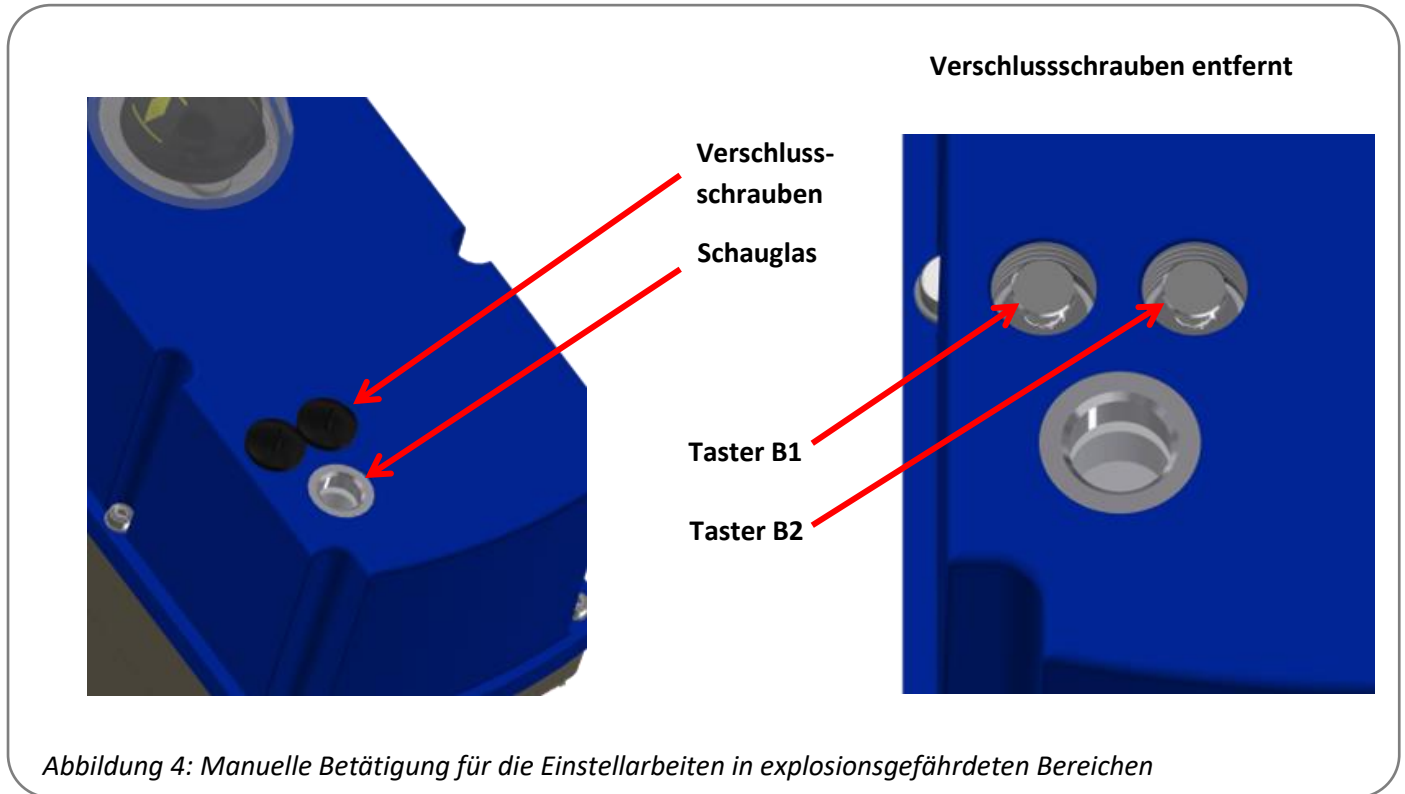 Verschlussschrauben entfernt
Verschluss-
schrauben
Schauglas
Taster B1
Taster B2
Abbildung 4: Manuelle Betätigung für die Einstellarbeiten in explosionsgefährdeten Bereichen